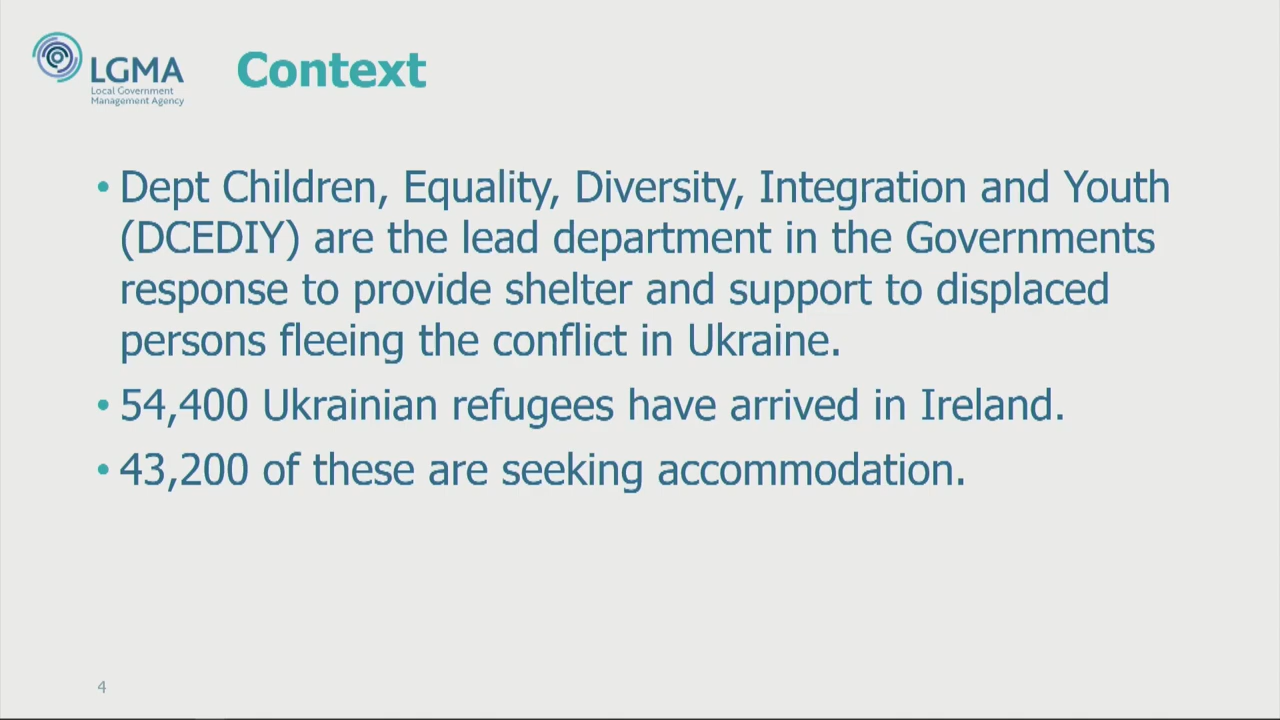 LGMA
Local Government
Management Agency
Context
• Dept Children, Equality, Diversity, Integration and Youth
(DCEDIY) are the lead department in the Governments
response to provide shelter and support to displaced
persons fleeing the conflict in Ukraine.
• 54,400 Ukrainian refugees have arrived in Ireland.
• 43,200 of these are seeking accommodation.
4